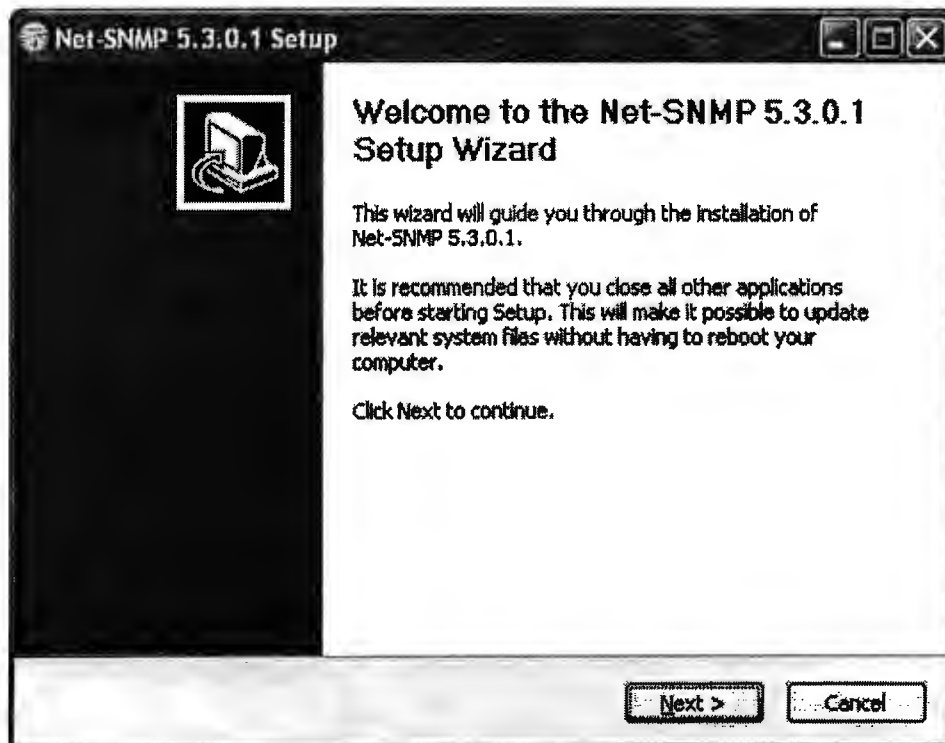 Net-SNMP 5.3.0.1 Setup
Welcome to the Net-SNMP 5.3.0.1
Setup Wizard
This wizard will guide you through the installation of
Net-SNMP 5.3.0.1.
It is recommended that you close all other applications
before starting Setup. This will make it possible to update
relevant system files without having to reboot your
computer.
Click Next to continue.
Next >
Cancel